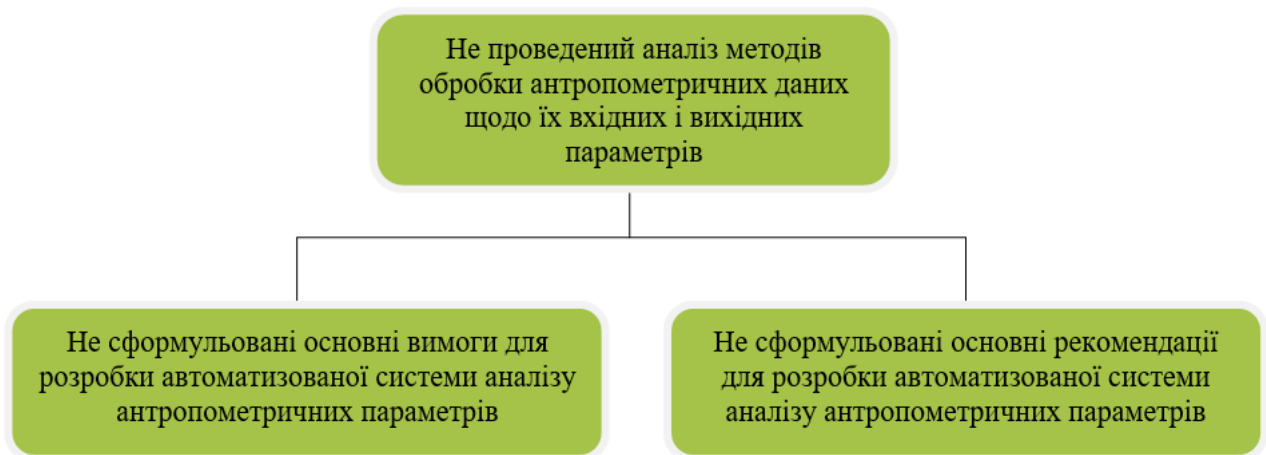 Не проведений аналіз методів
обробки антропометричних даних
щодо їх вхідних і вихідних
параметрів
Не сформульовані основні вимоги для
розробки автоматизованої системи аналізу
антропометричних параметрів
Не сформульовані основні рекомендації
для розробки автоматизованої системи
аналізу антропометричних параметрів